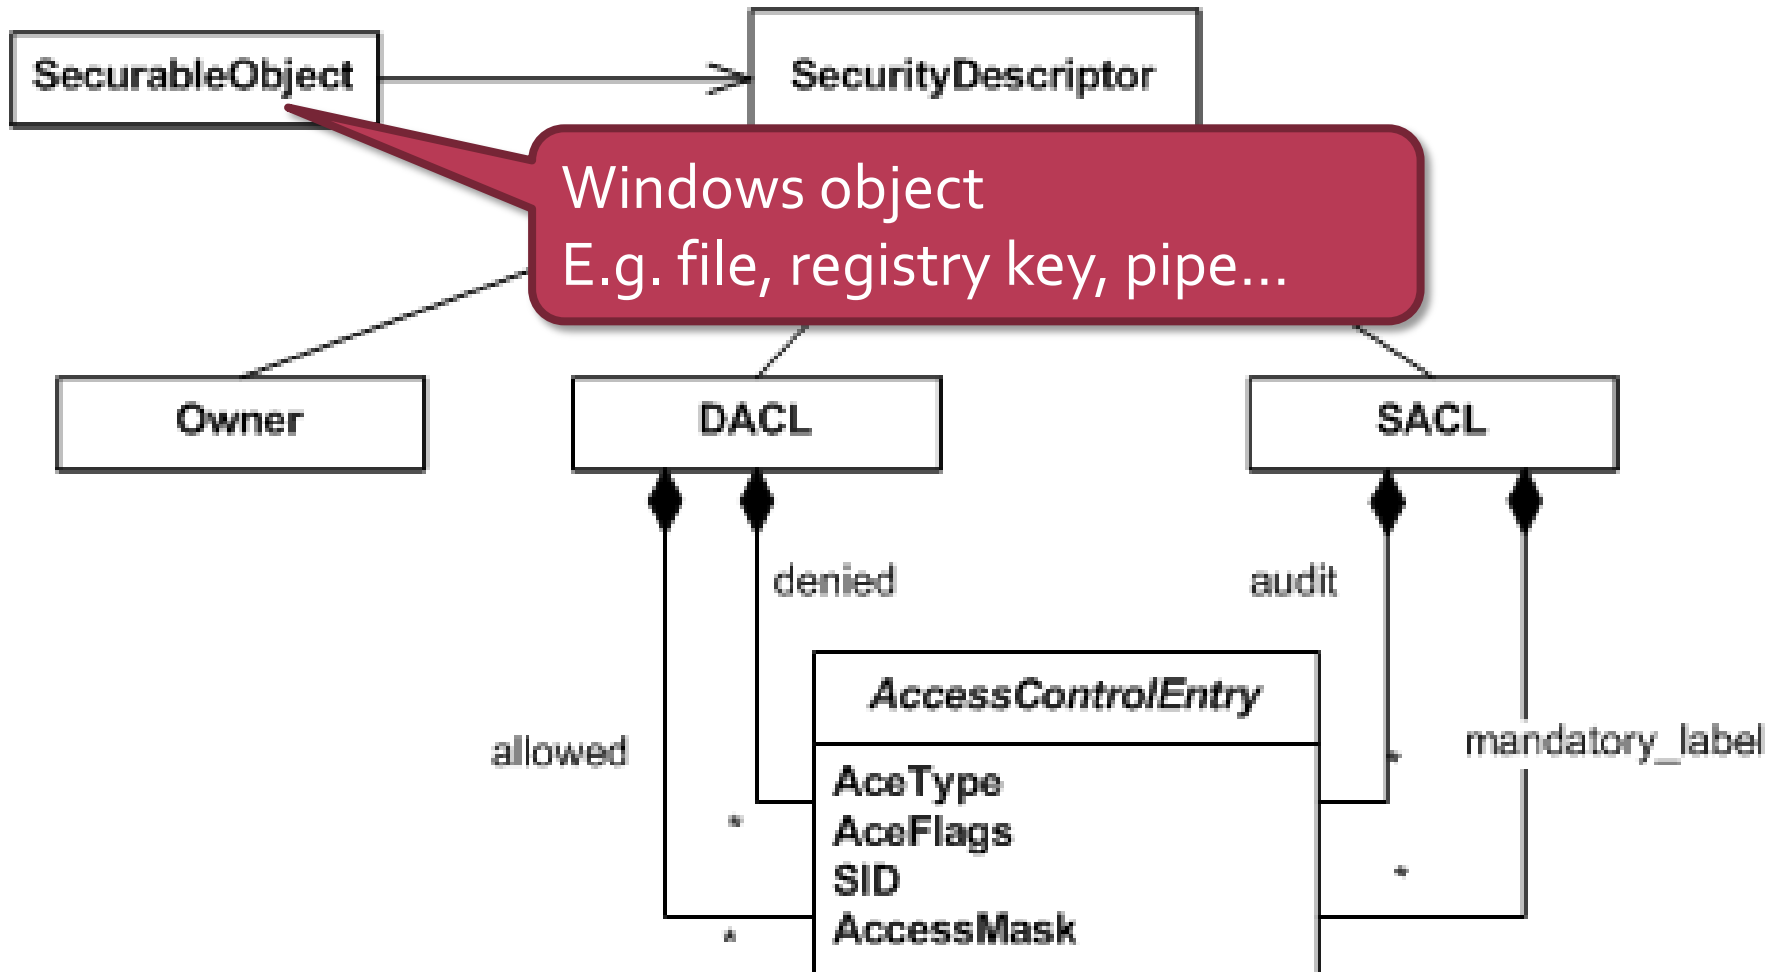 SecurableObject
SecurityDescriptor
Windows object
E.g. file, registry key, pipe...
Owner
DACL
SACL
denied
audit
AccessControlEntry
allowed
mandatory_label
*
AceType
*
AceFlags
SID
*
AccessMask
*